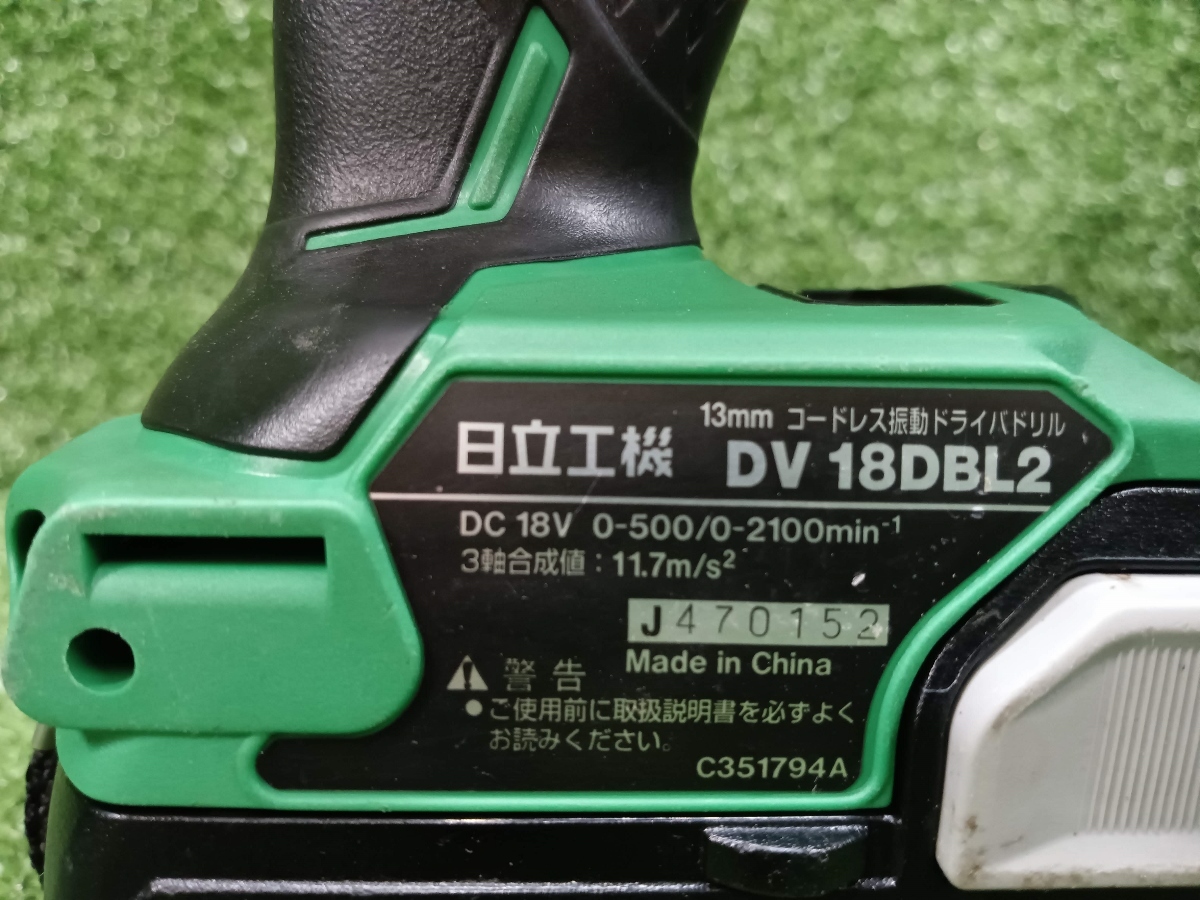 13mm コードレス振動ドライバドリル
日立工機 DV 18DBL2
DC 18V 0-500/0-2100min⁻¹
3軸合成値：11.7m/s²
J470152
Made in China
⚠ 警告
●ご使用前に取扱説明書を必ずよく
お読みください。
C351794A